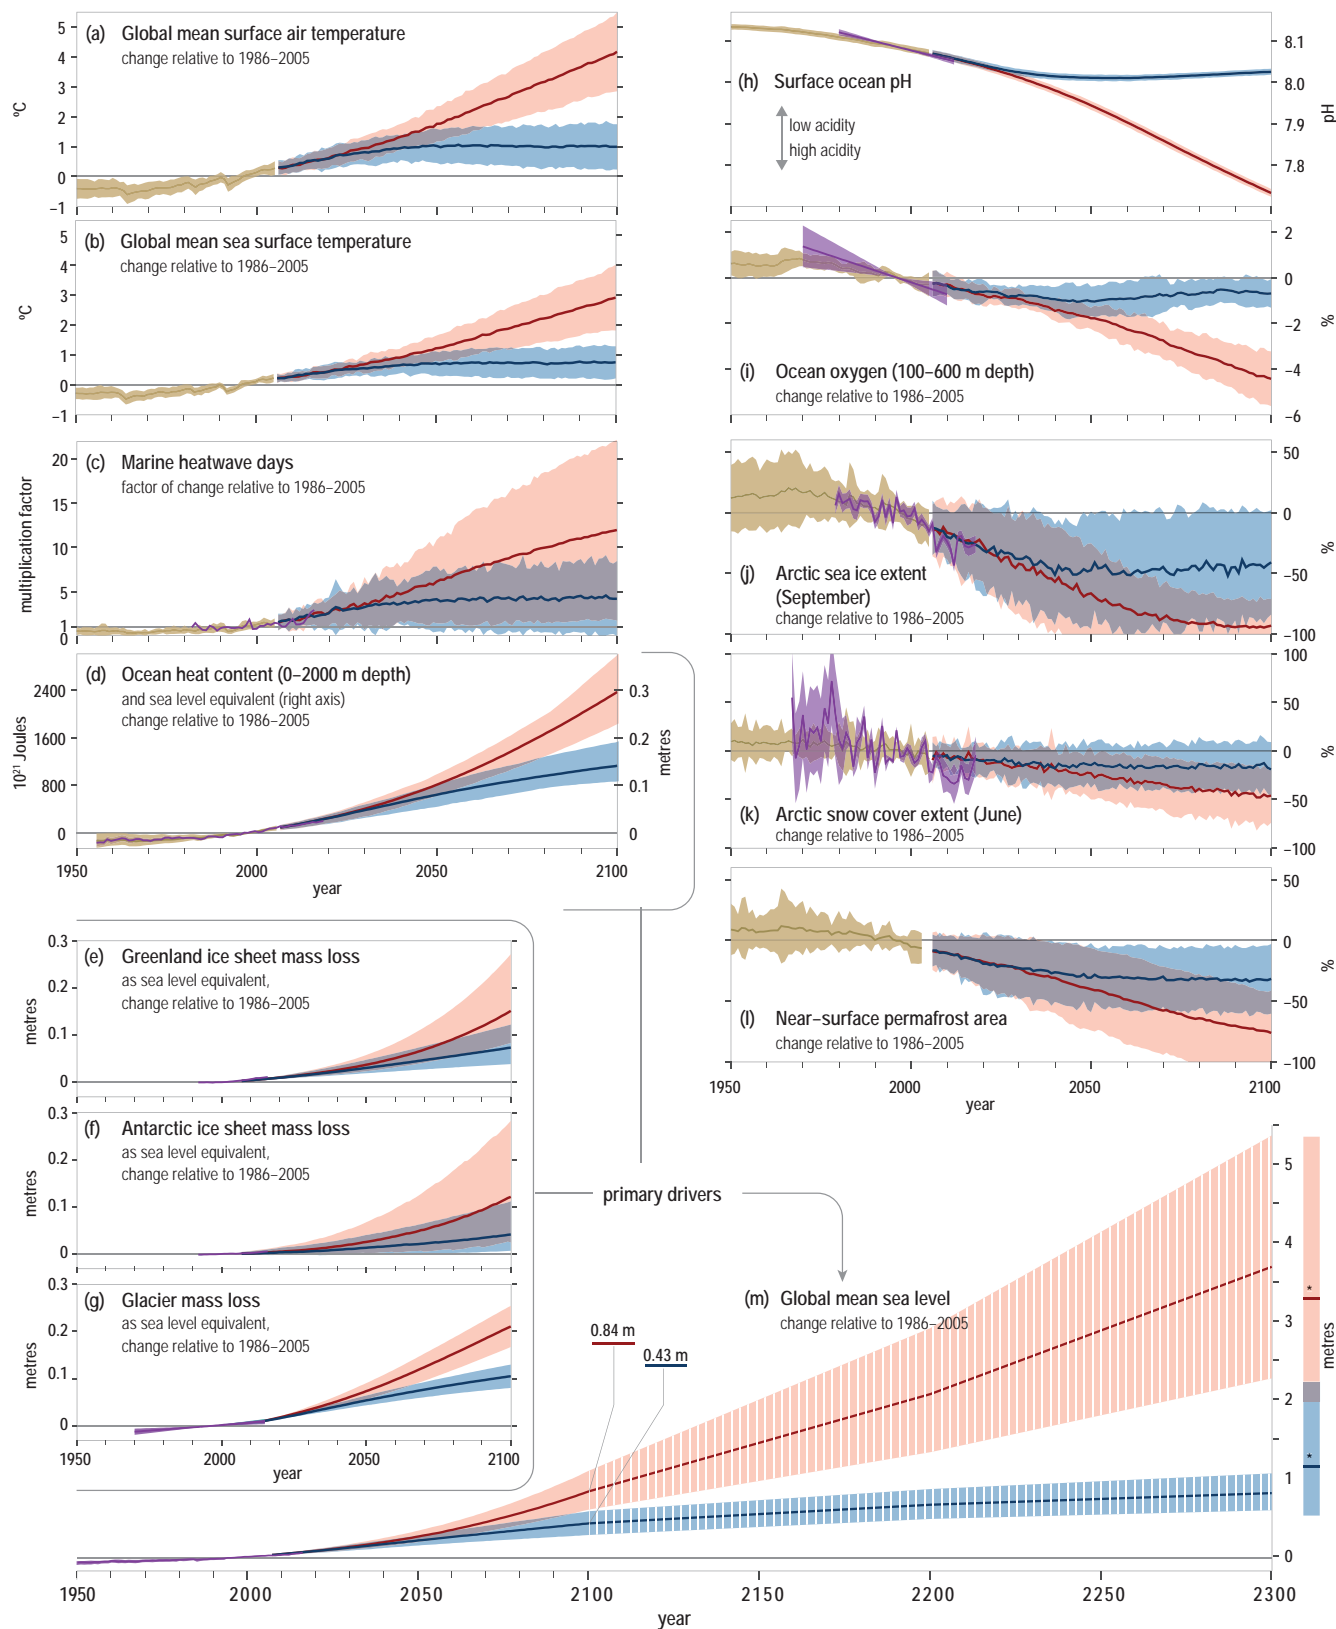 (a) Global mean surface air temperature
change relative to 1986–2005
5
4
3
2
1
0
−1
ºC
(b) Global mean sea surface temperature
change relative to 1986–2005
5
4
3
2
1
0
−1
ºC
(c) Marine heatwave days
factor of change relative to 1986–2005
20
15
10
5
1
0
multiplication factor
(d) Ocean heat content (0–2000 m depth)
and sea level equivalent (right axis)
change relative to 1986–2005
2400
1600
800
0
10²¹ Joules
0.3
0.2
0.1
0
metres
1950 2000 2050 2100
year
(e) Greenland ice sheet mass loss
as sea level equivalent,
change relative to 1986–2005
0.3
0.2
0.1
0
metres
(f) Antarctic ice sheet mass loss
as sea level equivalent,
change relative to 1986–2005
0.3
0.2
0.1
0
metres
(g) Glacier mass loss
as sea level equivalent,
change relative to 1986–2005
0.3
0.2
0.1
0
metres
1950 2000 2050 2100
year
(h) Surface ocean pH
low acidity
high acidity
8.1
8.0
7.9
7.8
pH
(i) Ocean oxygen (100–600 m depth)
change relative to 1986–2005
2
0
−2
−4
−6
%
(j) Arctic sea ice extent
(September)
change relative to 1986–2005
50
0
−50
−100
%
(k) Arctic snow cover extent (June)
change relative to 1986–2005
100
50
0
−50
−100
%
(l) Near–surface permafrost area
change relative to 1986–2005
50
0
−50
−100
%
1950 2000 2050 2100
year
primary drivers
(m) Global mean sea level
change relative to 1986–2005
0.84 m
0.43 m
5
4
3
2
1
0
metres
*
*
1950 2000 2050 2100 2150 2200 2250 2300
year